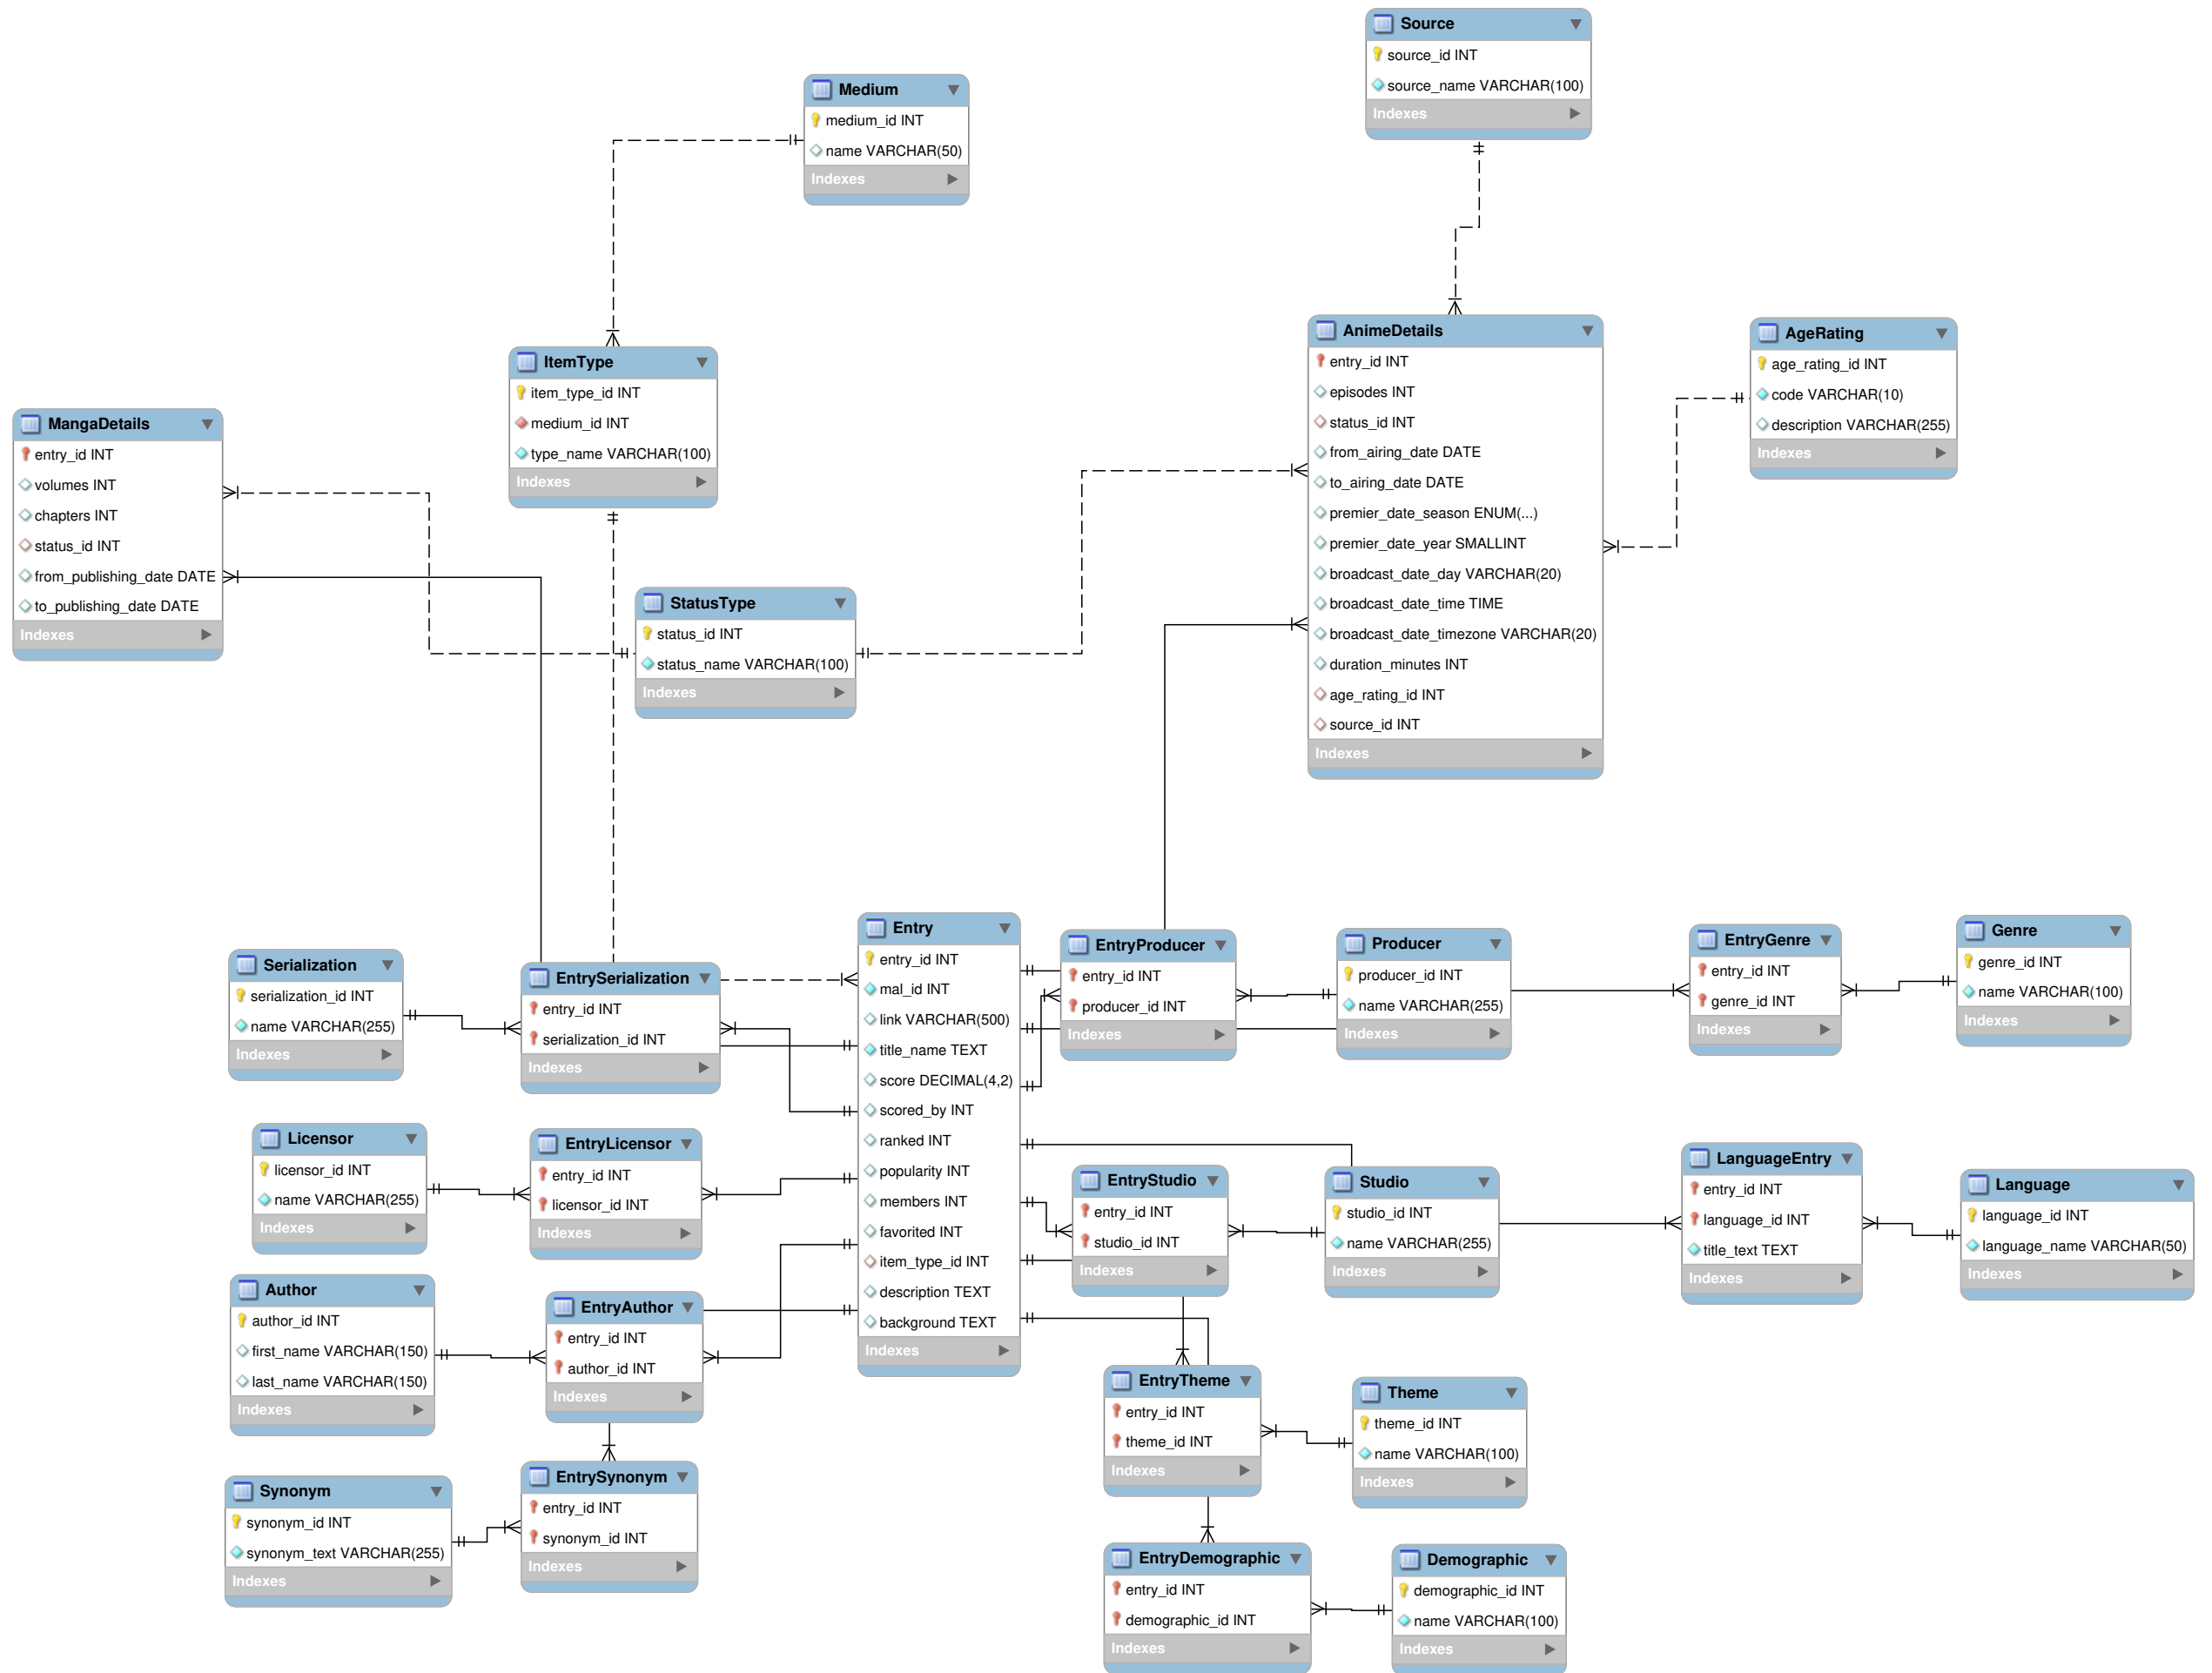 Source
source_id INT
source_name VARCHAR(100)
Indexes
Medium
medium_id INT
name VARCHAR(50)
Indexes
AnimeDetails
entry_id INT
episodes INT
status_id INT
from_airing_date DATE
to_airing_date DATE
premier_date_season ENUM(...)
premier_date_year SMALLINT
broadcast_date_day VARCHAR(20)
broadcast_date_time TIME
broadcast_date_timezone VARCHAR(20)
duration_minutes INT
age_rating_id INT
source_id INT
Indexes
AgeRating
age_rating_id INT
code VARCHAR(10)
description VARCHAR(255)
Indexes
ItemType
item_type_id INT
medium_id INT
type_name VARCHAR(100)
Indexes
MangaDetails
entry_id INT
volumes INT
chapters INT
status_id INT
from_publishing_date DATE
to_publishing_date DATE
Indexes
StatusType
status_id INT
status_name VARCHAR(100)
Indexes
Serialization
serialization_id INT
name VARCHAR(255)
Indexes
EntrySerialization
entry_id INT
serialization_id INT
Indexes
Entry
entry_id INT
mal_id INT
link VARCHAR(500)
title_name TEXT
score DECIMAL(4,2)
scored_by INT
ranked INT
popularity INT
members INT
favorited INT
item_type_id INT
description TEXT
background TEXT
Indexes
EntryProducer
entry_id INT
producer_id INT
Indexes
Producer
producer_id INT
name VARCHAR(255)
Indexes
EntryGenre
entry_id INT
genre_id INT
Indexes
Genre
genre_id INT
name VARCHAR(100)
Indexes
Licensor
licensor_id INT
name VARCHAR(255)
Indexes
EntryLicensor
entry_id INT
licensor_id INT
Indexes
EntryStudio
entry_id INT
studio_id INT
Indexes
Studio
studio_id INT
name VARCHAR(255)
Indexes
LanguageEntry
entry_id INT
language_id INT
title_text TEXT
Indexes
Language
language_id INT
language_name VARCHAR(50)
Indexes
Author
author_id INT
first_name VARCHAR(150)
last_name VARCHAR(150)
Indexes
EntryAuthor
entry_id INT
author_id INT
Indexes
EntryTheme
entry_id INT
theme_id INT
Indexes
Theme
theme_id INT
name VARCHAR(100)
Indexes
Synonym
synonym_id INT
synonym_text VARCHAR(255)
Indexes
EntrySynonym
entry_id INT
synonym_id INT
Indexes
EntryDemographic
entry_id INT
demographic_id INT
Indexes
Demographic
demographic_id INT
name VARCHAR(100)
Indexes